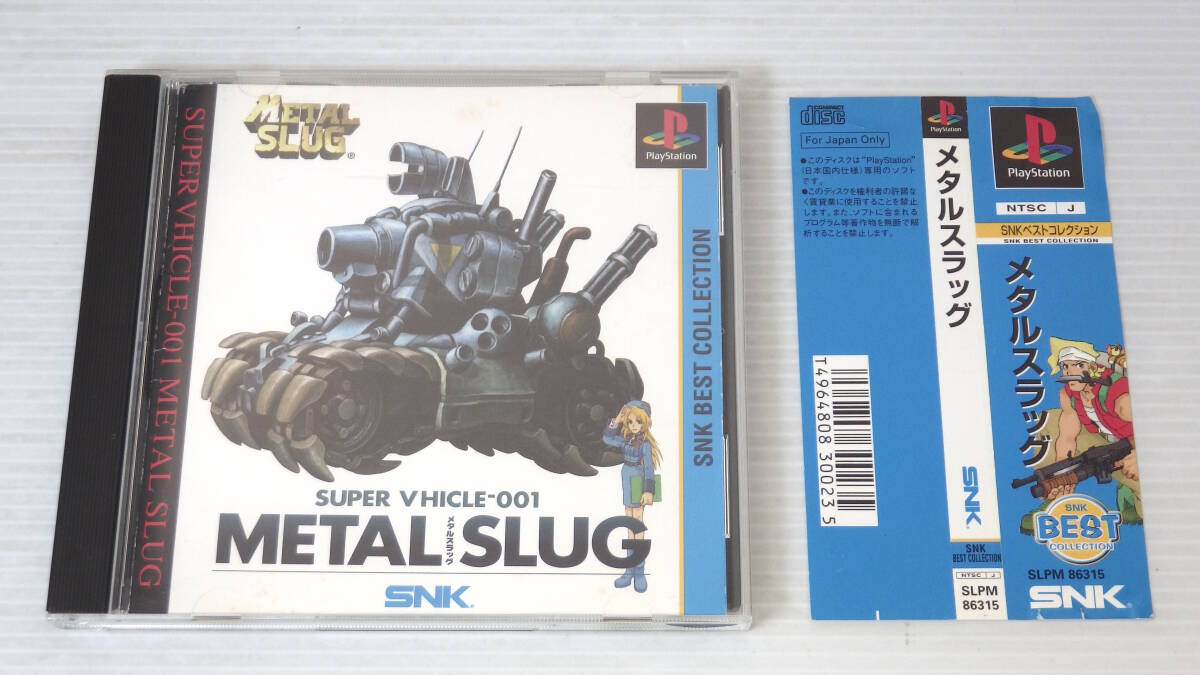 SUPER VHICLE-001 METAL SLUG
METAL
SLUG®
PlayStation
SNK BEST COLLECTION
SUPER VHICLE-001
METAL SLUG
メタルスラッグ
SNK®
COMPACT
disc
For Japan Only
●このディスクは"PlayStation"
(日本国内仕様)専用のソフト
です。
●このディスクを権利者の許諾な
く賃貸業に使用することを禁止
します。また、ソフトに含まれる
プログラム等著作物を無断で解
析することを禁止します。
T4964808 30023 5
PlayStation
メタルスラッグ
SNK®
SNK
BEST COLLECTION
NTSC J
SLPM
86315
PlayStation
NTSC J
SNKベストコレクション
SNK BEST COLLECTION
メタルスラッグ
SNK
BEST
COLLECTION
SLPM 86315
SNK®